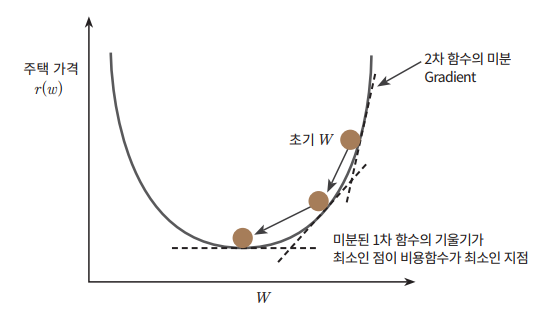 주택 가격
r(w)
2차 함수의 미분
Gradient
초기 W
미분된 1차 함수의 기울기가
최소인 점이 비용함수가 최소인 지점
W